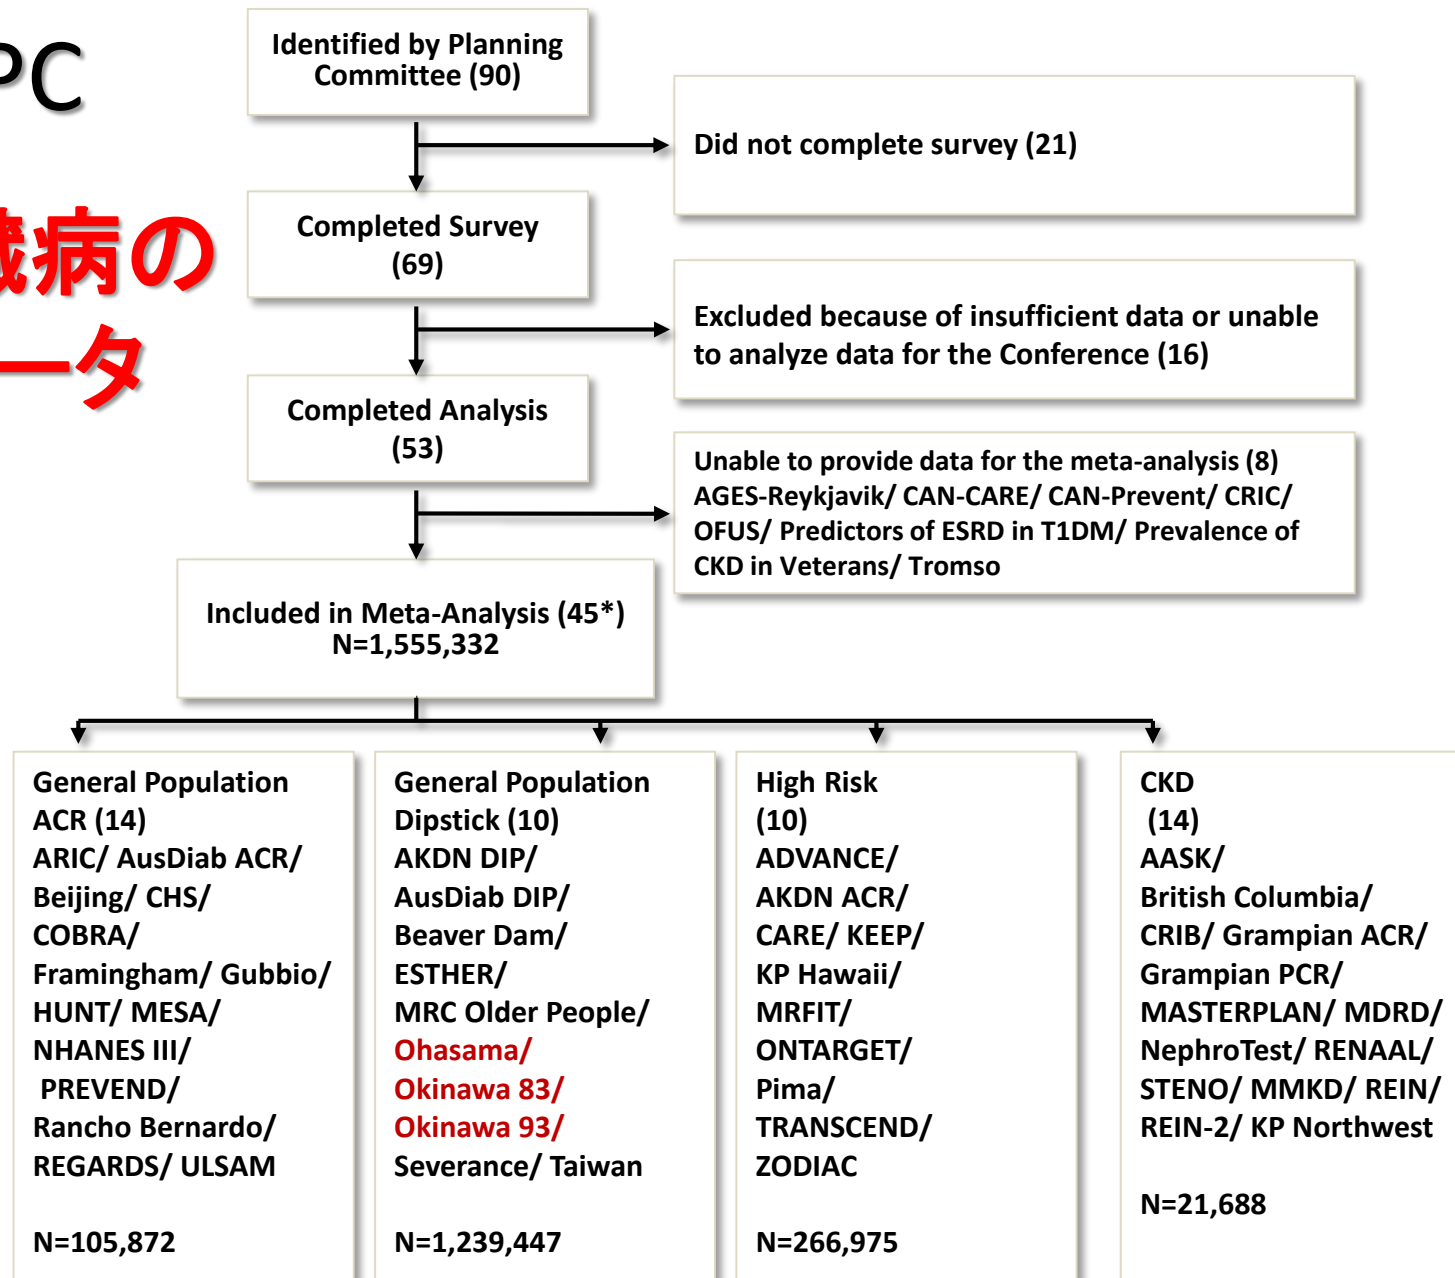 PC
臓病の
ータ
Identified by Planning
Committee (90)
Did not complete survey (21)
Completed Survey
(69)
Excluded because of insufficient data or unable
to analyze data for the Conference (16)
Completed Analysis
(53)
Unable to provide data for the meta-analysis (8)
AGES-Reykjavik/ CAN-CARE/ CAN-Prevent/ CRIC/
OFUS/ Predictors of ESRD in T1DM/ Prevalence of
CKD in Veterans/ Tromso
Included in Meta-Analysis (45*)
N=1,555,332
General Population
ACR (14)
ARIC/ AusDiab ACR/
Beijing/ CHS/
COBRA/
Framingham/ Gubbio/
HUNT/ MESA/
NHANES III/
PREVEND/
Rancho Bernardo/
REGARDS/ ULSAM
N=105,872
General Population
Dipstick (10)
AKDN DIP/
AusDiab DIP/
Beaver Dam/
ESTHER/
MRC Older People/
Ohasama/
Okinawa 83/
Okinawa 93/
Severance/ Taiwan
N=1,239,447
High Risk
(10)
ADVANCE/
AKDN ACR/
CARE/ KEEP/
KP Hawaii/
MRFIT/
ONTARGET/
Pima/
TRANSCEND/
ZODIAC
N=266,975
CKD
(14)
AASK/
British Columbia/
CRIB/ Grampian ACR/
Grampian PCR/
MASTERPLAN/ MDRD/
NephroTest/ RENAAL/
STENO/ MMKD/ REIN/
REIN-2/ KP Northwest
N=21,688